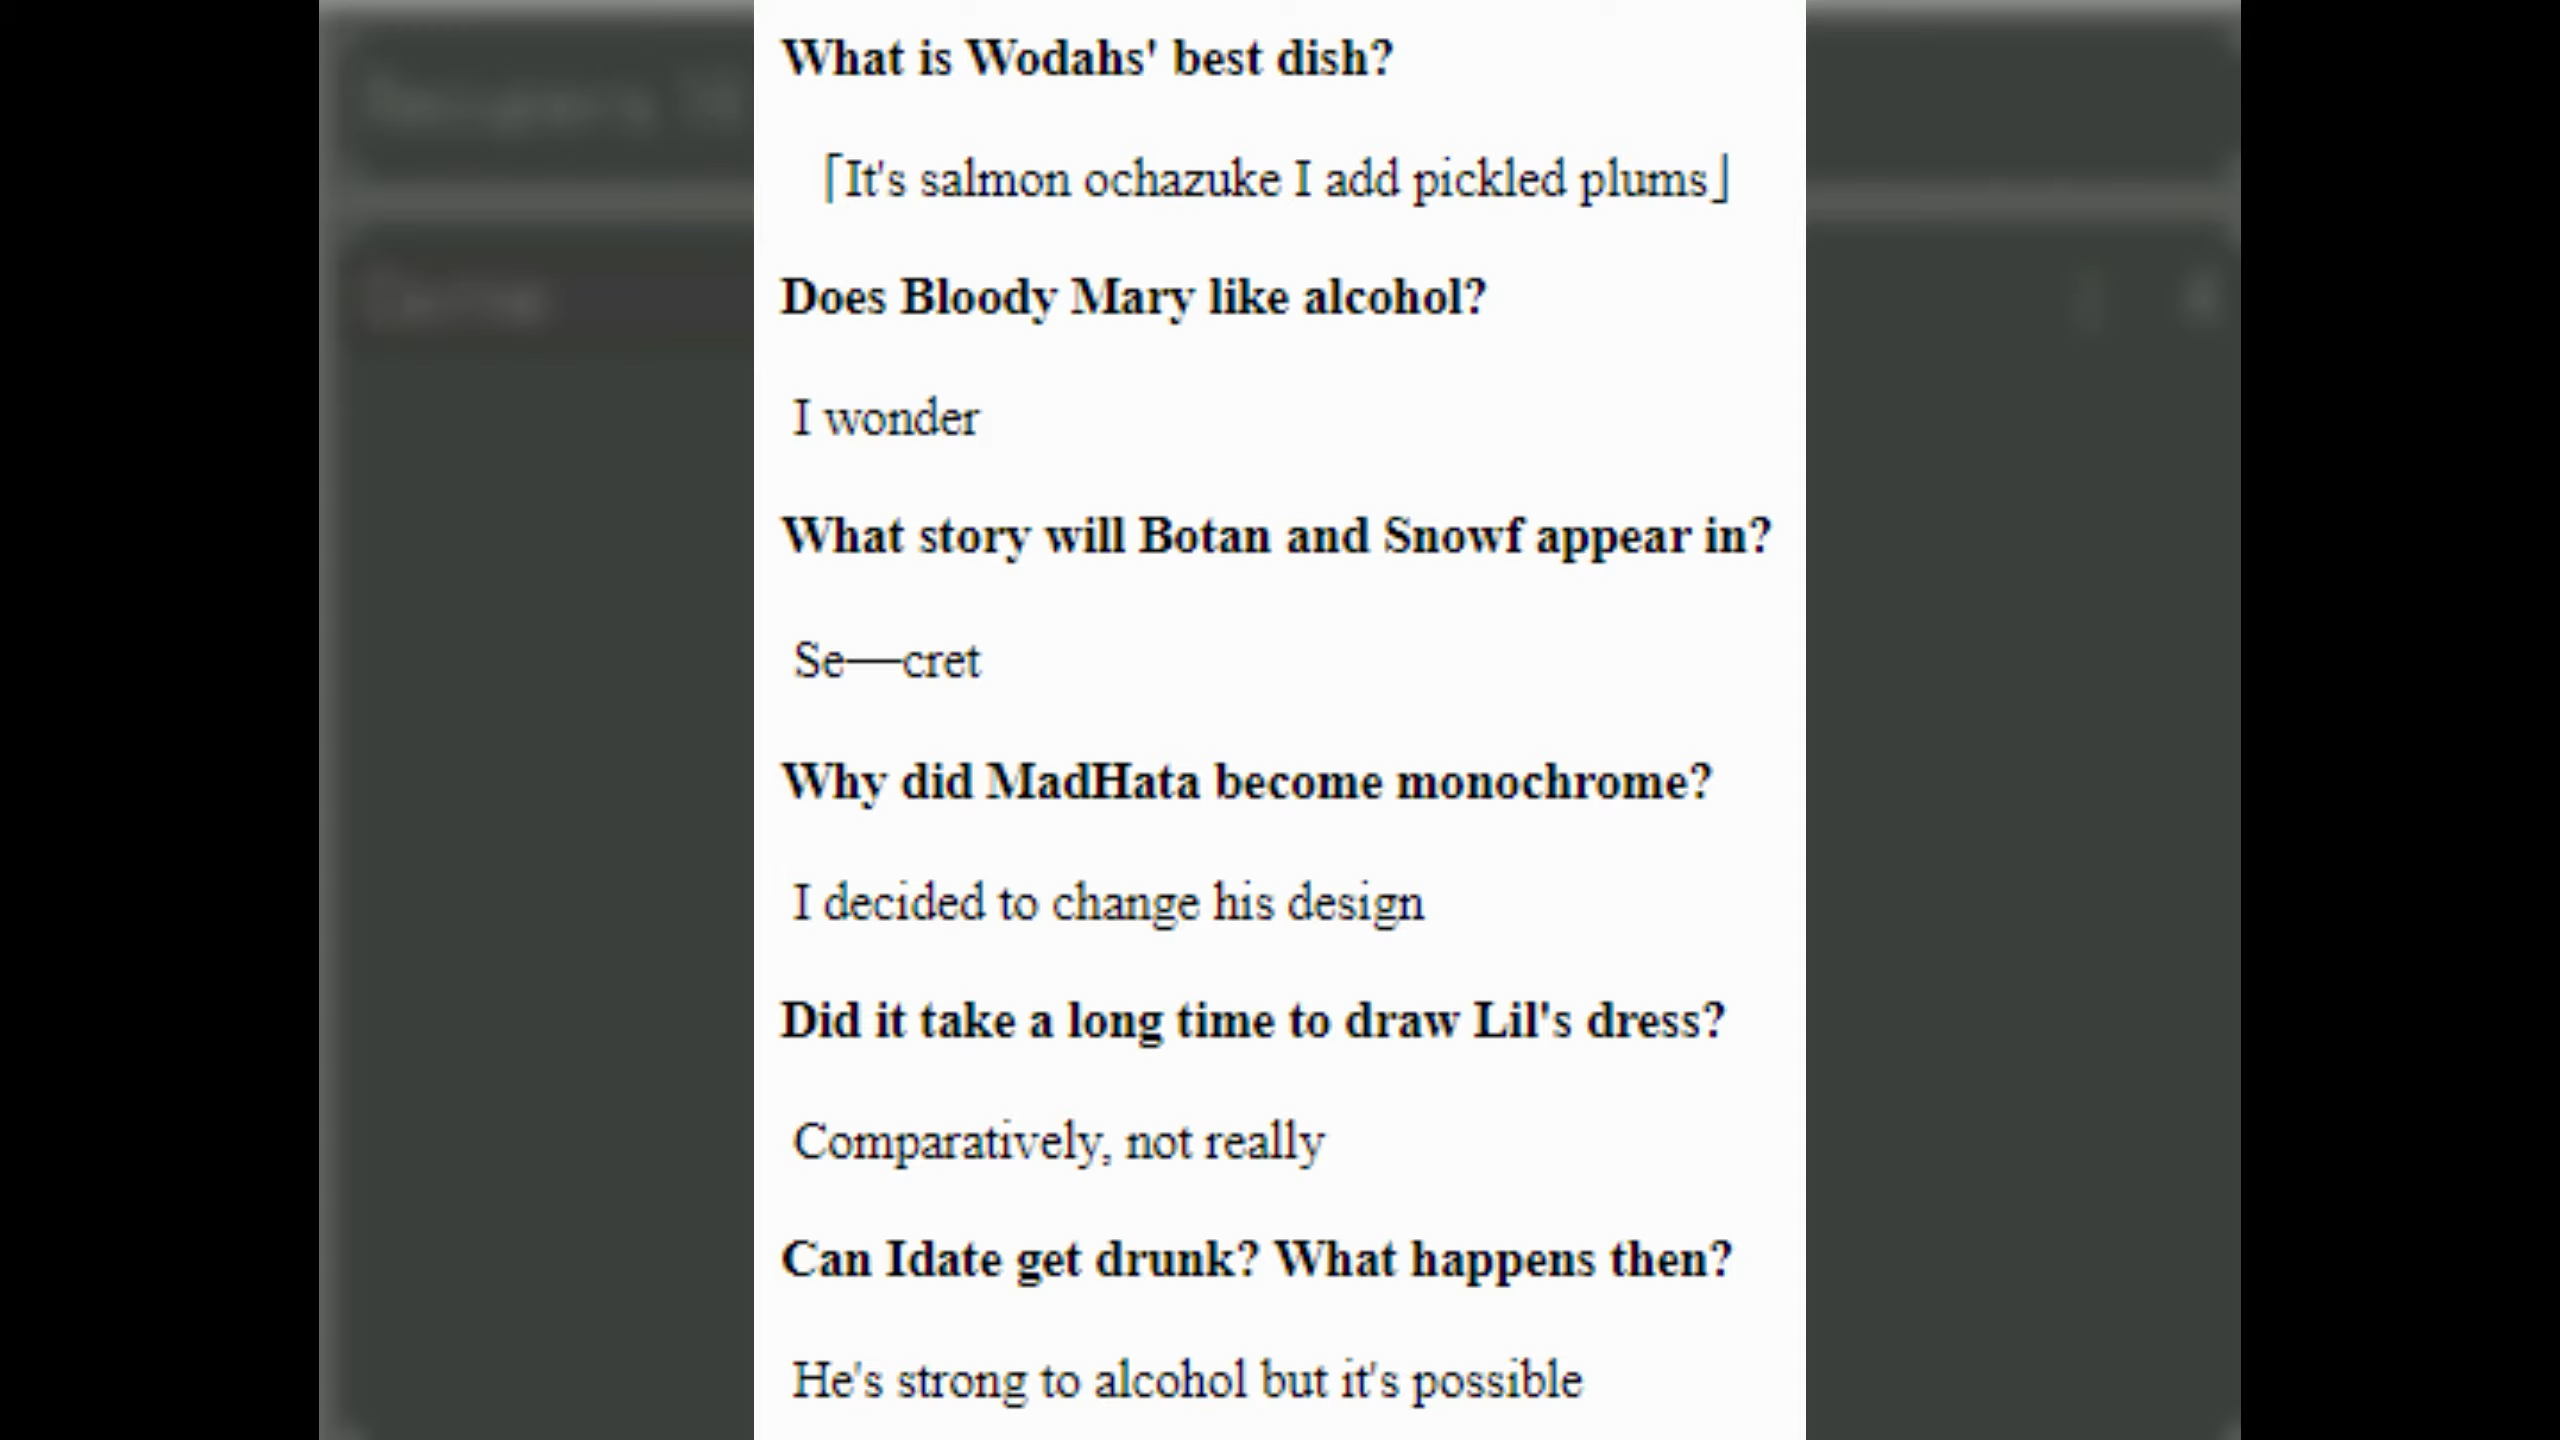 What is Wodahs' best dish?
「It's salmon ochazuke I add pickled plums」
Does Bloody Mary like alcohol?
I wonder
What story will Botan and Snowf appear in?
Se──cret
Why did MadHata become monochrome?
I decided to change his design
Did it take a long time to draw Lil's dress?
Comparatively, not really
Can Idate get drunk? What happens then?
He's strong to alcohol but it's possible